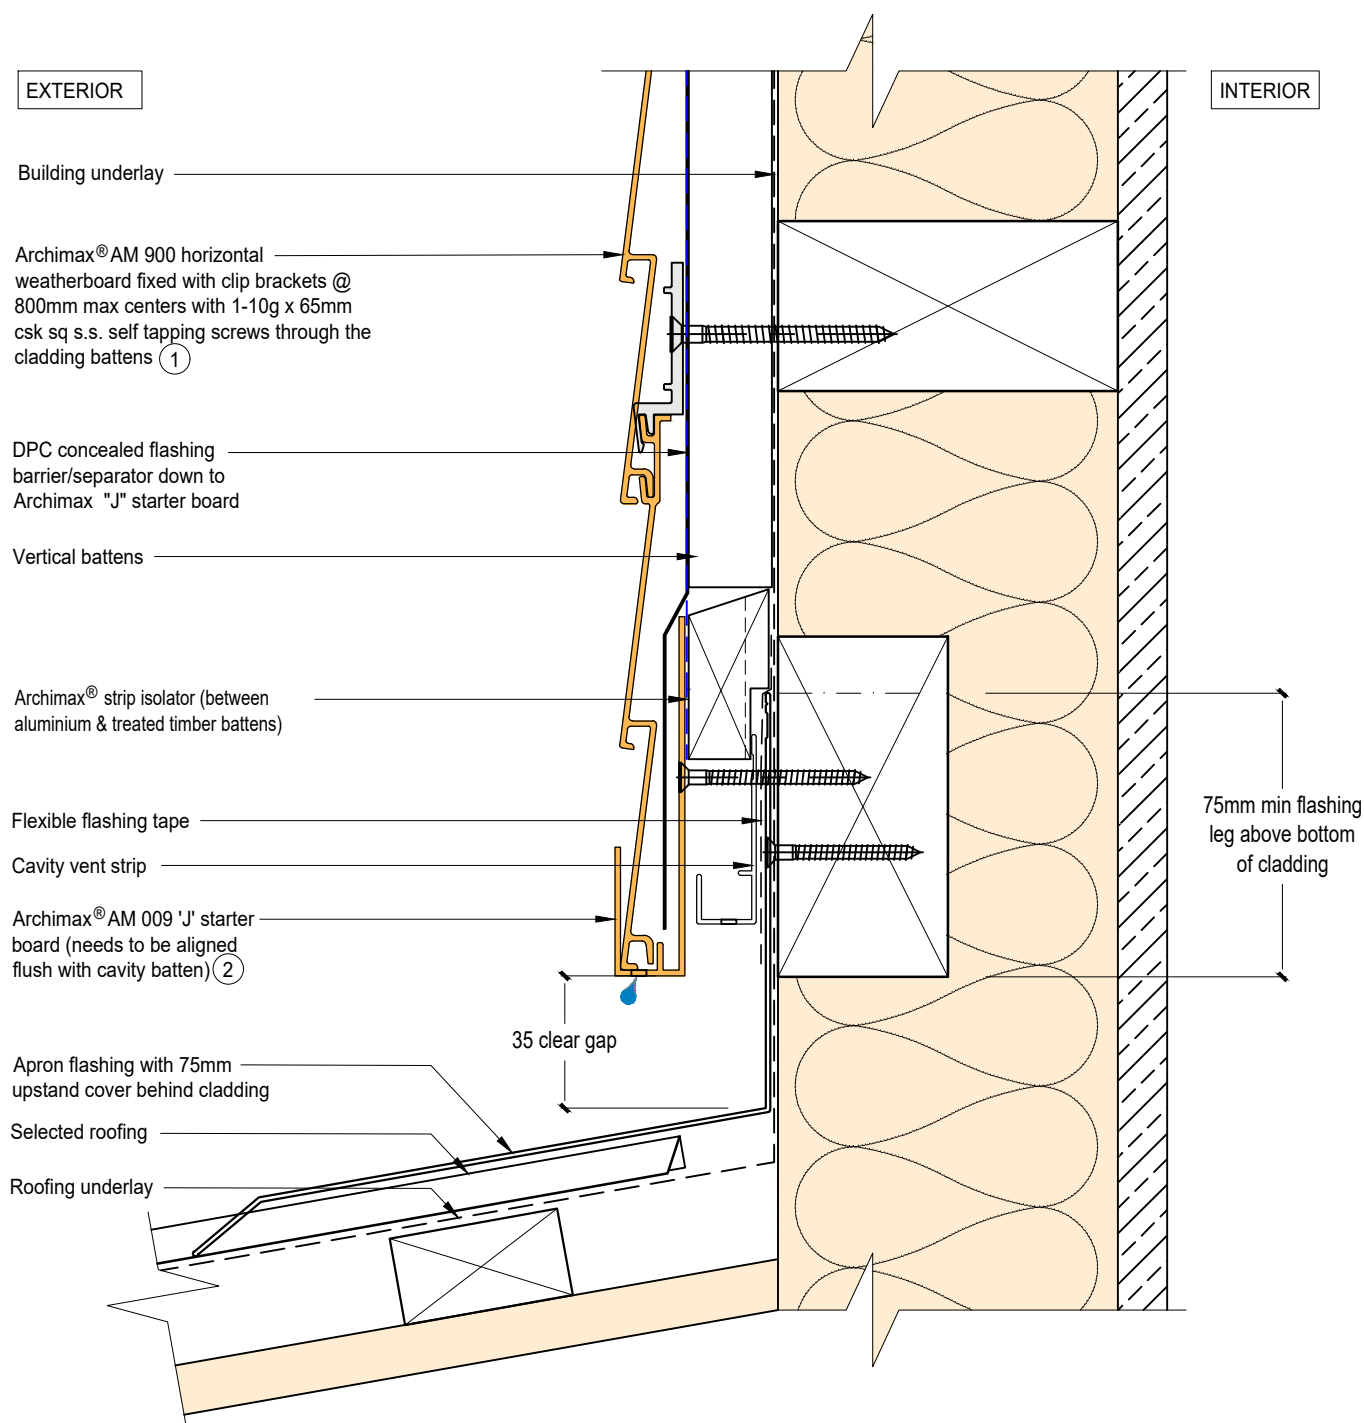 EXTERIOR
INTERIOR
Building underlay
Archimax® AM 900 horizontal
weatherboard fixed with clip brackets @
800mm max centers with 1-10g x 65mm
csk sq s.s. self tapping screws through the
cladding battens 1
DPC concealed flashing
barrier/separator down to
Archimax "J" starter board
Vertical battens
Archimax® strip isolator (between
aluminium & treated timber battens)
Flexible flashing tape
Cavity vent strip
75mm min flashing
leg above bottom
of cladding
Archimax® AM 009 'J' starter
board (needs to be aligned
flush with cavity batten) 2
35 clear gap
Apron flashing with 75mm
upstand cover behind cladding
Selected roofing
Roofing underlay